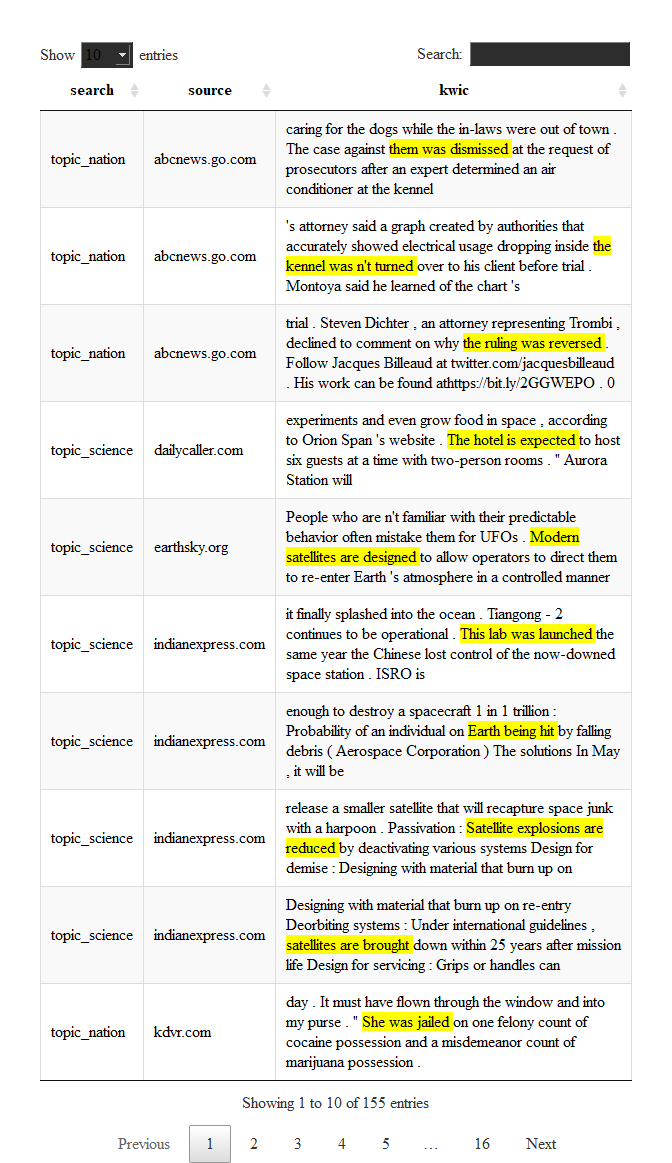 Show 10 entries Search:
search source kwic
caring for the dogs while the in-laws were out of town .
The case against them was dismissed at the request of
topic_nation abcnews.go.com
prosecutors after an expert determined an air
conditioner at the kennel
's attorney said a graph created by authorities that
accurately showed electrical usage dropping inside the
topic_nation abcnews.go.com
kennel was n't turned over to his client before trial .
Montoya said he learned of the chart 's
trial . Steven Dichter , an attorney representing Trombi ,
declined to comment on why the ruling was reversed .
topic_nation abcnews.go.com
Follow Jacques Billeaud at twitter.com/jacquesbilleaud
. His work can be found athttps://bit.ly/2GGWEPO . 0
experiments and even grow food in space , according
to Orion Span 's website . The hotel is expected to host
topic_science dailycaller.com
six guests at a time with two-person rooms . " Aurora
Station will
People who are n't familiar with their predictable
behavior often mistake them for UFOs . Modern
topic_science earthsky.org
satellites are designed to allow operators to direct them
to re-enter Earth 's atmosphere in a controlled manner
it finally splashed into the ocean . Tiangong - 2
continues to be operational . This lab was launched the
topic_science indianexpress.com
same year the Chinese lost control of the now-downed
space station . ISRO is
enough to destroy a spacecraft 1 in 1 trillion :
Probability of an individual on Earth being hit by falling
topic_science indianexpress.com
debris ( Aerospace Corporation ) The solutions In May
, it will be
release a smaller satellite that will recapture space junk
with a harpoon . Passivation : Satellite explosions are
topic_science indianexpress.com
reduced by deactivating various systems Design for
demise : Designing with material that burn up on
Designing with material that burn up on re-entry
Deorbiting systems : Under international guidelines ,
topic_science indianexpress.com
satellites are brought down within 25 years after mission
life Design for servicing : Grips or handles can
day . It must have flown through the window and into
my purse . " She was jailed on one felony count of
topic_nation kdvr.com
cocaine possession and a misdemeanor count of
marijuana possession .
Showing 1 to 10 of 155 entries
Previous 1 2 3 4 5 … 16 Next